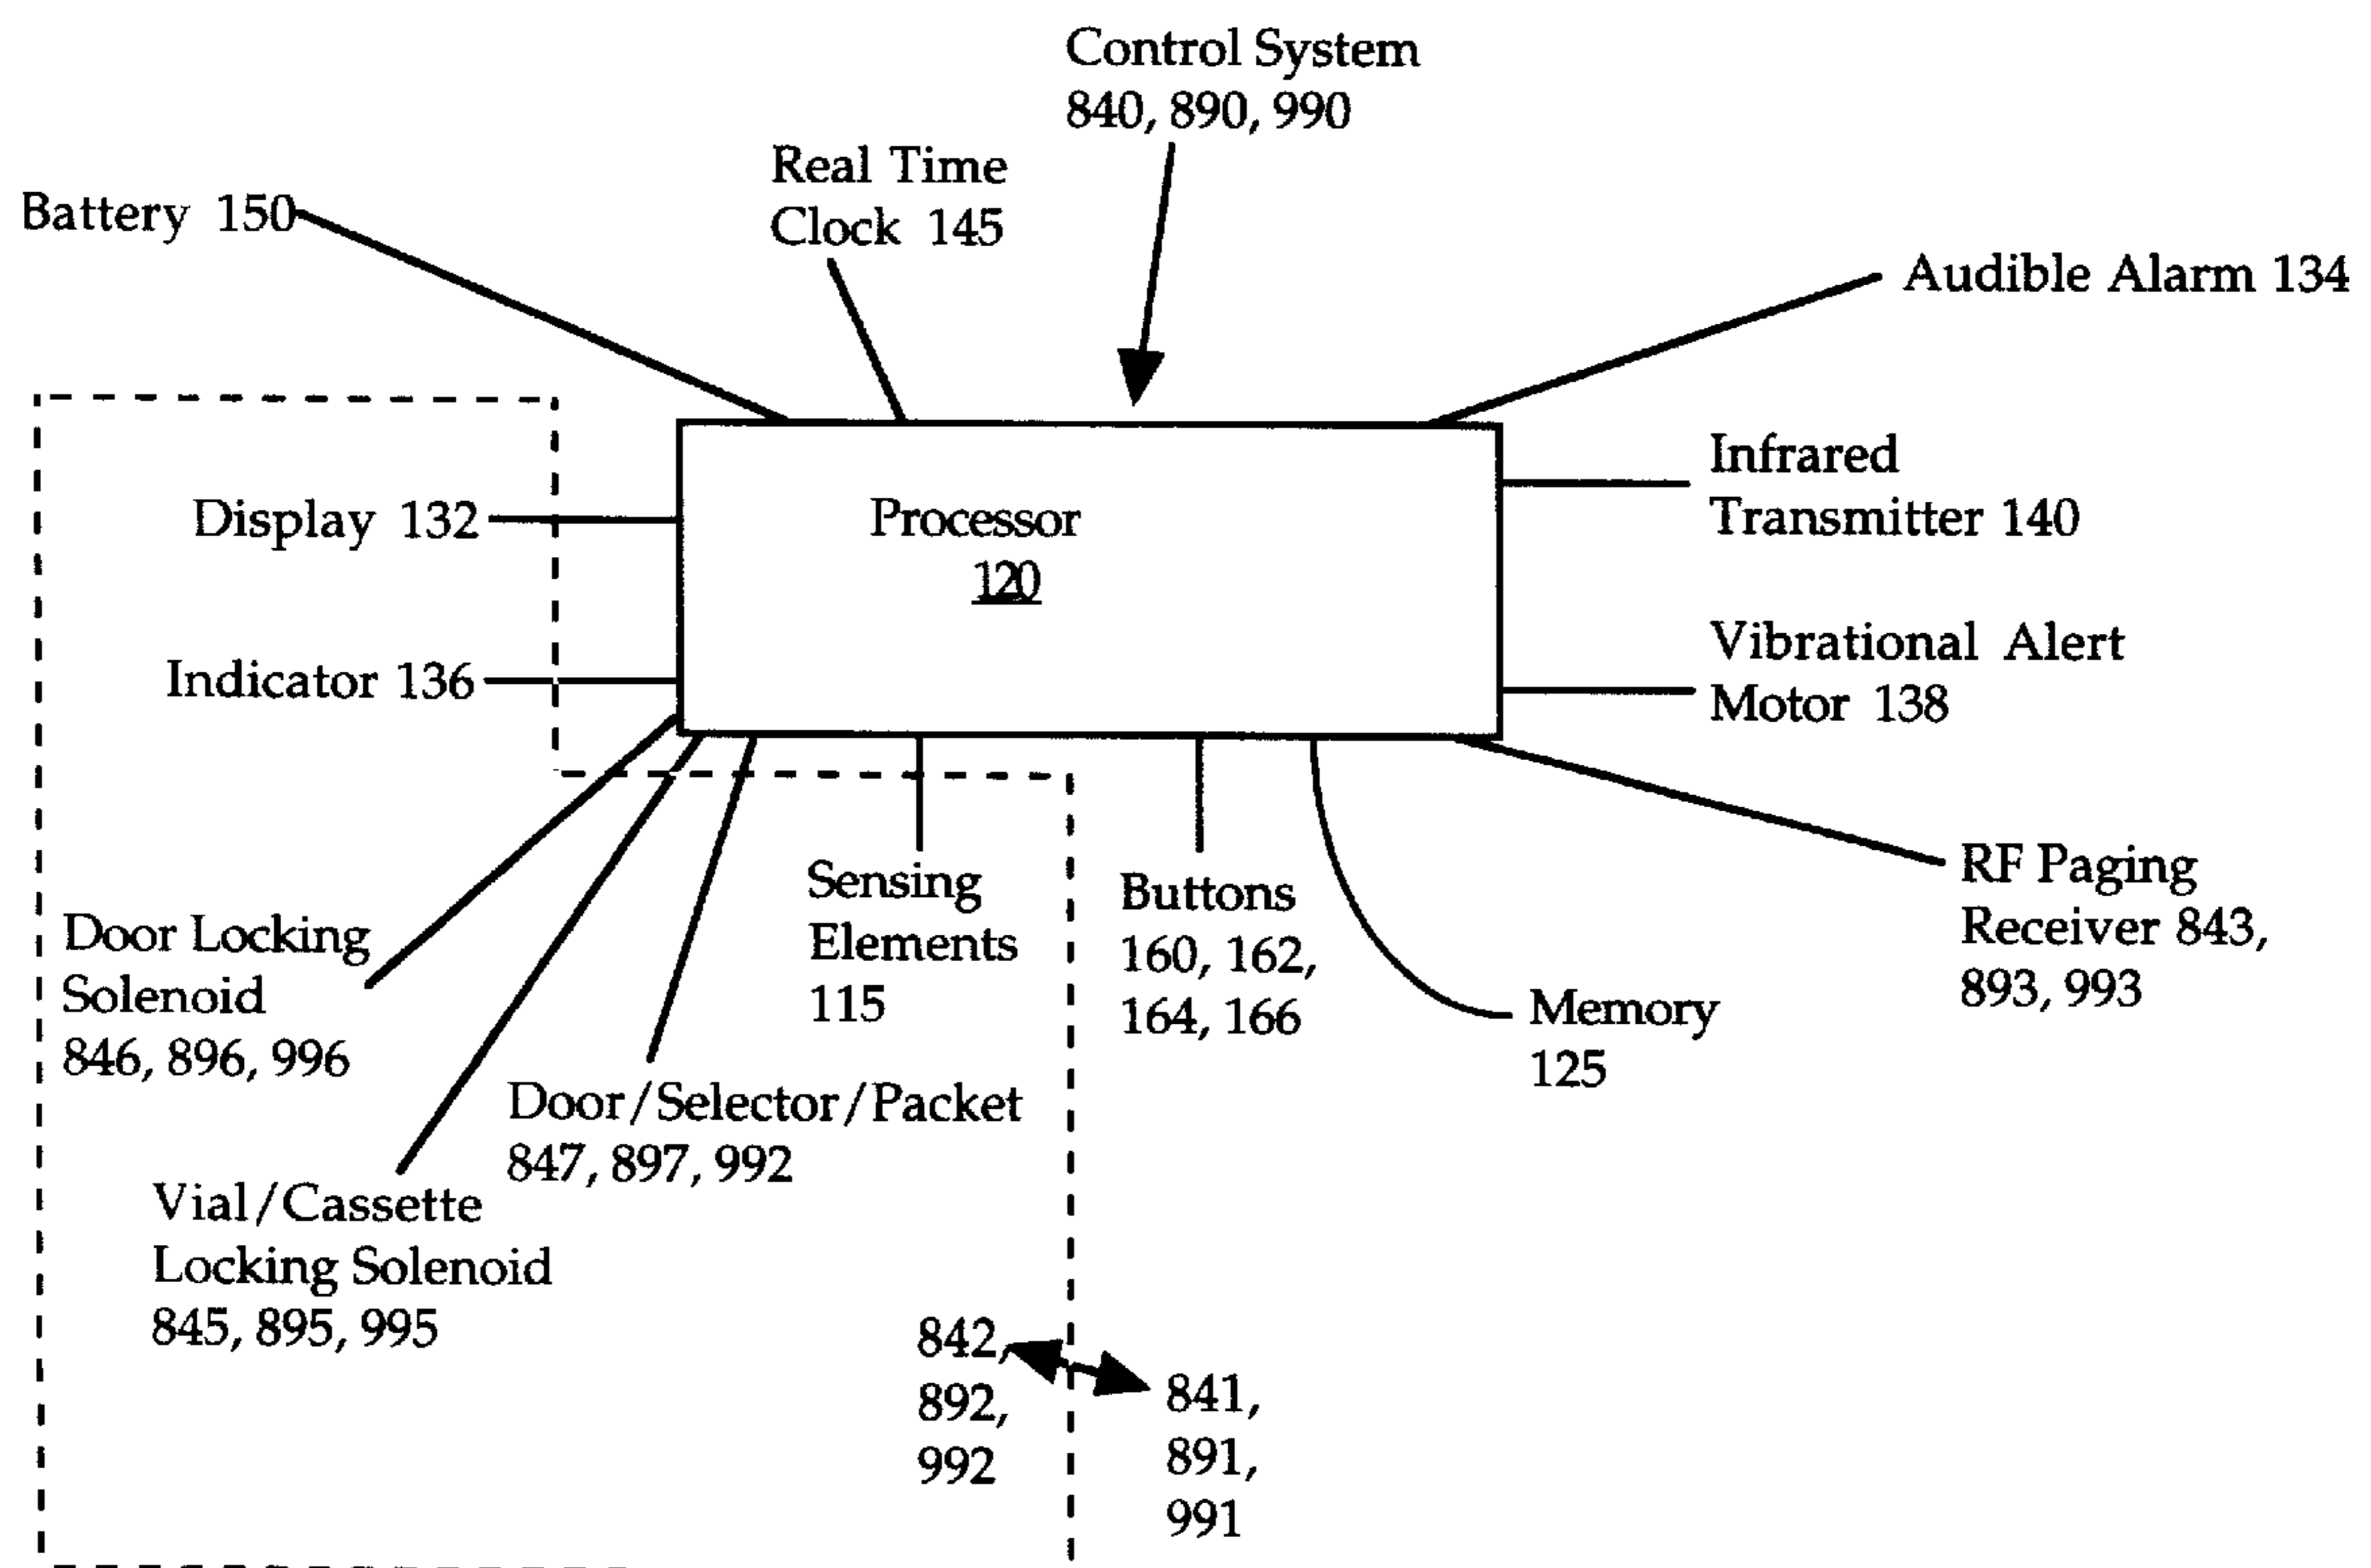 Control System
840, 890, 990
Real Time
Clock 145
Battery 150
Audible Alarm 134
Infrared
Transmitter 140
Display 132
Processor
120
Vibrational Alert
Motor 138
Indicator 136
Sensing
Elements
115
Buttons
160, 162,
164, 166
RF Paging
Receiver 843,
893, 993
Door Locking
Solenoid
846, 896, 996
Memory
125
Door/Selector/Packet
847, 897, 992
Vial/Cassette
Locking Solenoid
845, 895, 995
842,
892,
992
841,
891,
991